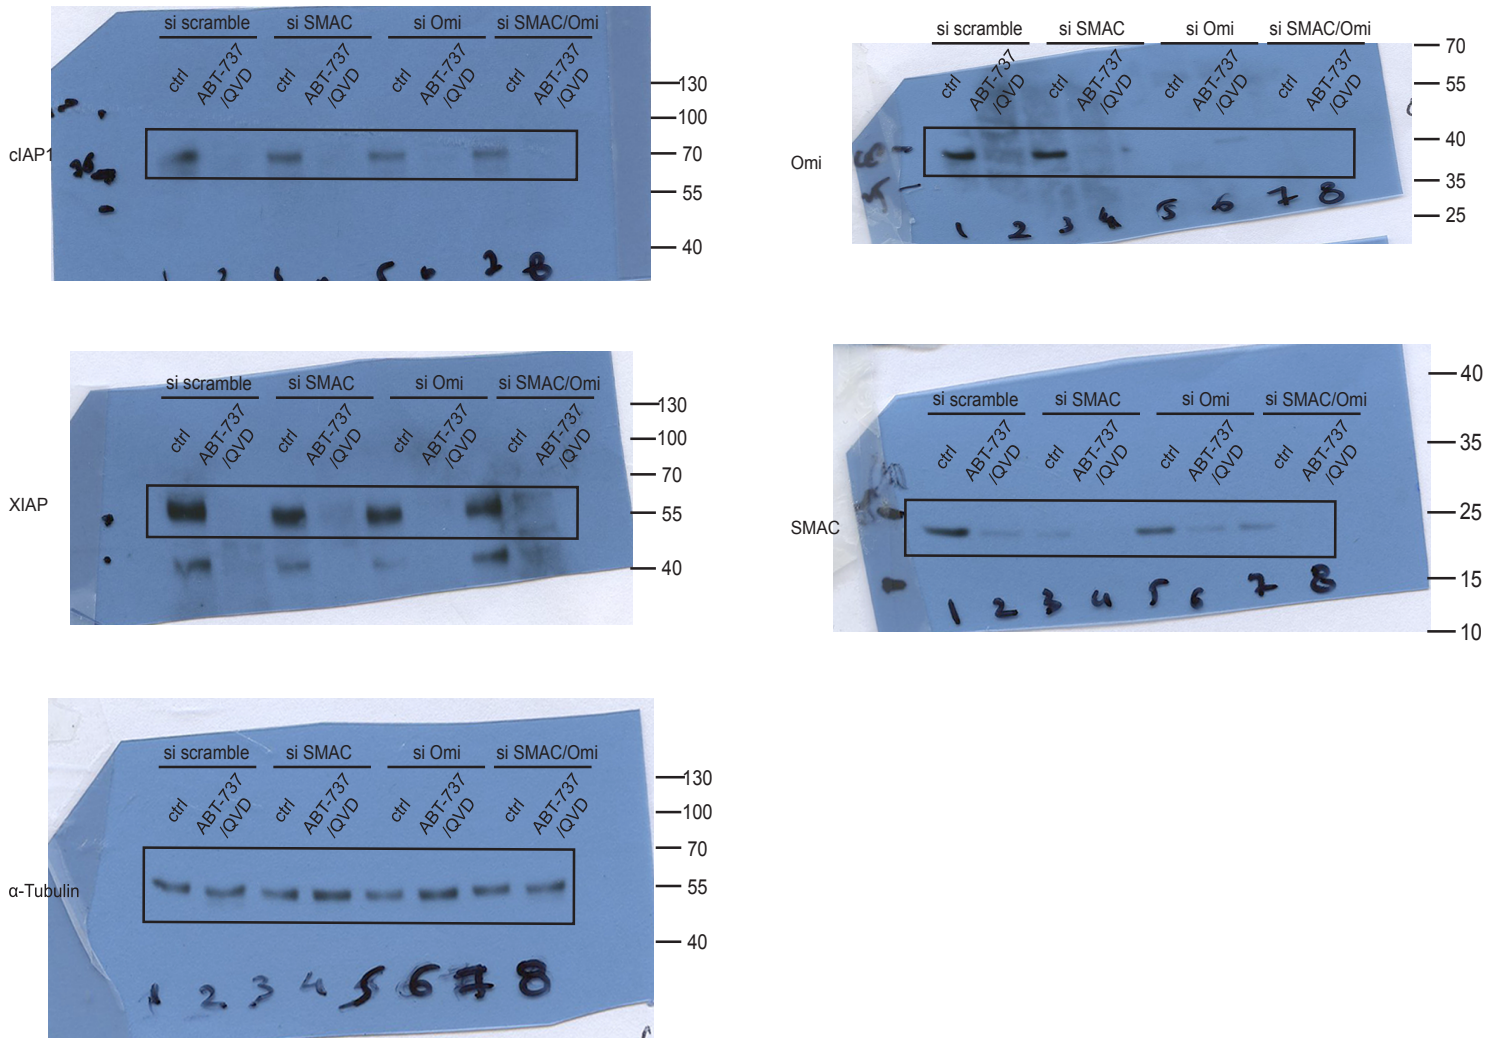 si scramble si SMAC si Omi si SMAC/Omi
ctrl ABT-737 /QVD ctrl ABT-737 /QVD ctrl ABT-737 /QVD ctrl ABT-737 /QVD
cIAP1
130
100
70
55
40
7 8
si scramble si SMAC si Omi si SMAC/Omi
ctrl ABT-737 /QVD ctrl ABT-737 /QVD ctrl ABT-737 /QVD ctrl ABT-737 /QVD
Omi
70
55
40
35
25
1 2 3 4 5 6 7 8
si scramble si SMAC si Omi si SMAC/Omi
ctrl ABT-737 /QVD ctrl ABT-737 /QVD ctrl ABT-737 /QVD ctrl ABT-737 /QVD
XIAP
130
100
70
55
40
si scramble si SMAC si Omi si SMAC/Omi
ctrl ABT-737 /QVD ctrl ABT-737 /QVD ctrl ABT-737 /QVD ctrl ABT-737 /QVD
SMAC
40
35
25
15
10
1 2 3 4 5 6 7 8
si scramble si SMAC si Omi si SMAC/Omi
ctrl ABT-737 /QVD ctrl ABT-737 /QVD ctrl ABT-737 /QVD ctrl ABT-737 /QVD
α-Tubulin
130
100
70
55
40
1 2 3 4 5 6 7 8